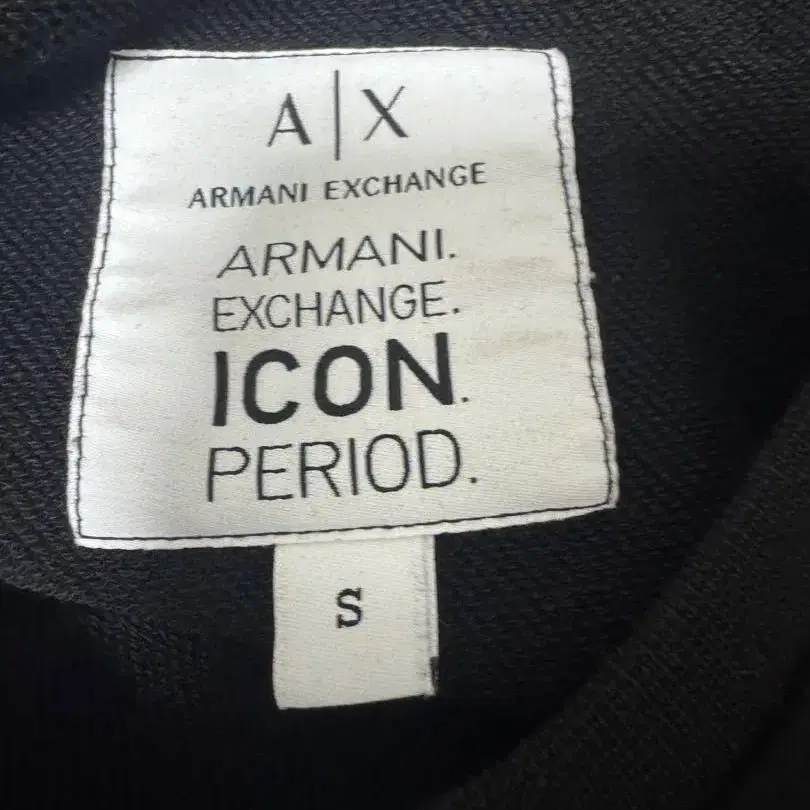 A|X
ARMANI EXCHANGE
ARMANI.
EXCHANGE.
ICON.
PERIOD.
S